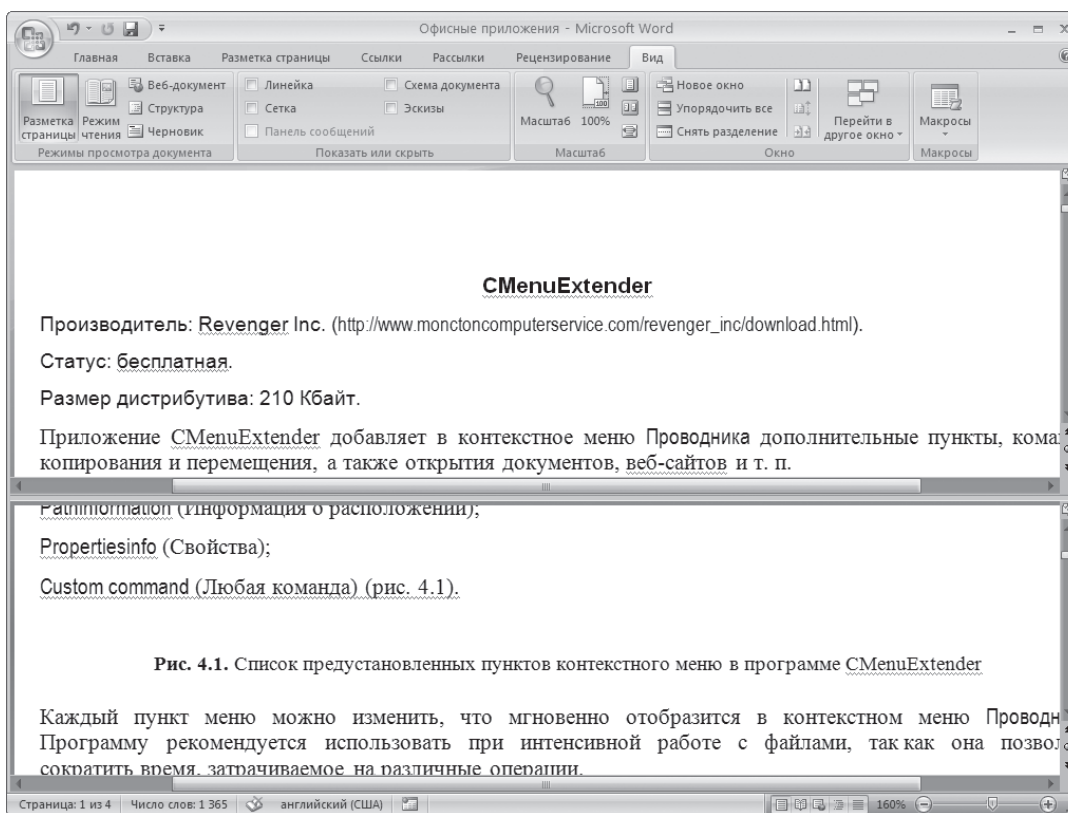 Офисные приложения - Microsoft Word
Главная Вставка Разметка страницы Ссылки Рассылки Рецензирование Вид
Разметка страницы
Режим чтения
Веб-документ
Структура
Черновик
Режимы просмотра документа
Линейка
Сетка
Панель сообщений
Схема документа
Эскизы
Показать или скрыть
Масштаб
100%
Масштаб
Новое окно
Упорядочить все
Снять разделение
Перейти в другое окно
Окно
Макросы
Макросы
CMenuExtender
Производитель: Revenger Inc. (http://www.monctoncomputerservice.com/revenger_inc/download.html).
Статус: бесплатная.
Размер дистрибутива: 210 Кбайт.
Приложение CMenuExtender добавляет в контекстное меню Проводника дополнительные пункты, кома
копирования и перемещения, а также открытия документов, веб-сайтов и т. п.
Pathinformation (Информация о расположении);
Propertiesinfo (Свойства);
Custom command (Любая команда) (рис. 4.1).
Рис. 4.1. Список предустановленных пунктов контекстного меню в программе CMenuExtender
Каждый пункт меню можно изменить, что мгновенно отобразится в контекстном меню Проводн
Программу рекомендуется использовать при интенсивной работе с файлами, так как она позвол
сократить время, затрачиваемое на различные операции.
Страница: 1 из 4 Число слов: 1 365 английский (США) 160%